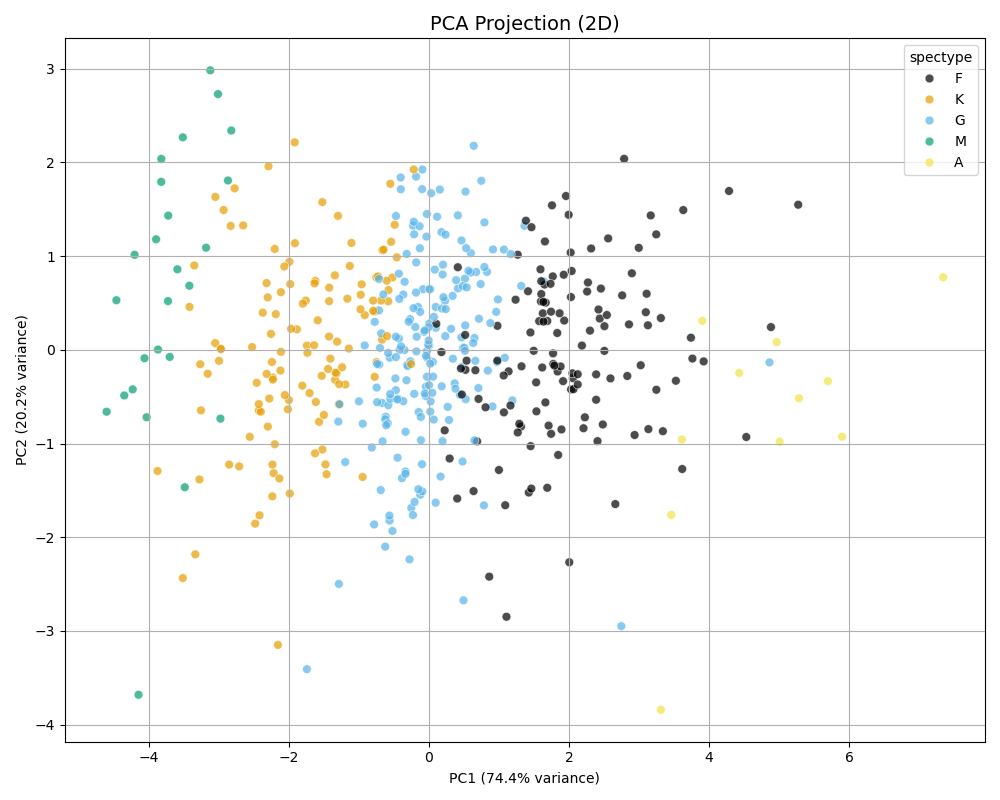 PCA Projection (2D)
spectype
F
K
G
M
A
PC2 (20.2% variance)
3
2
1
0
−1
−2
−3
−4
−4
−2
0
2
4
6
PC1 (74.4% variance)